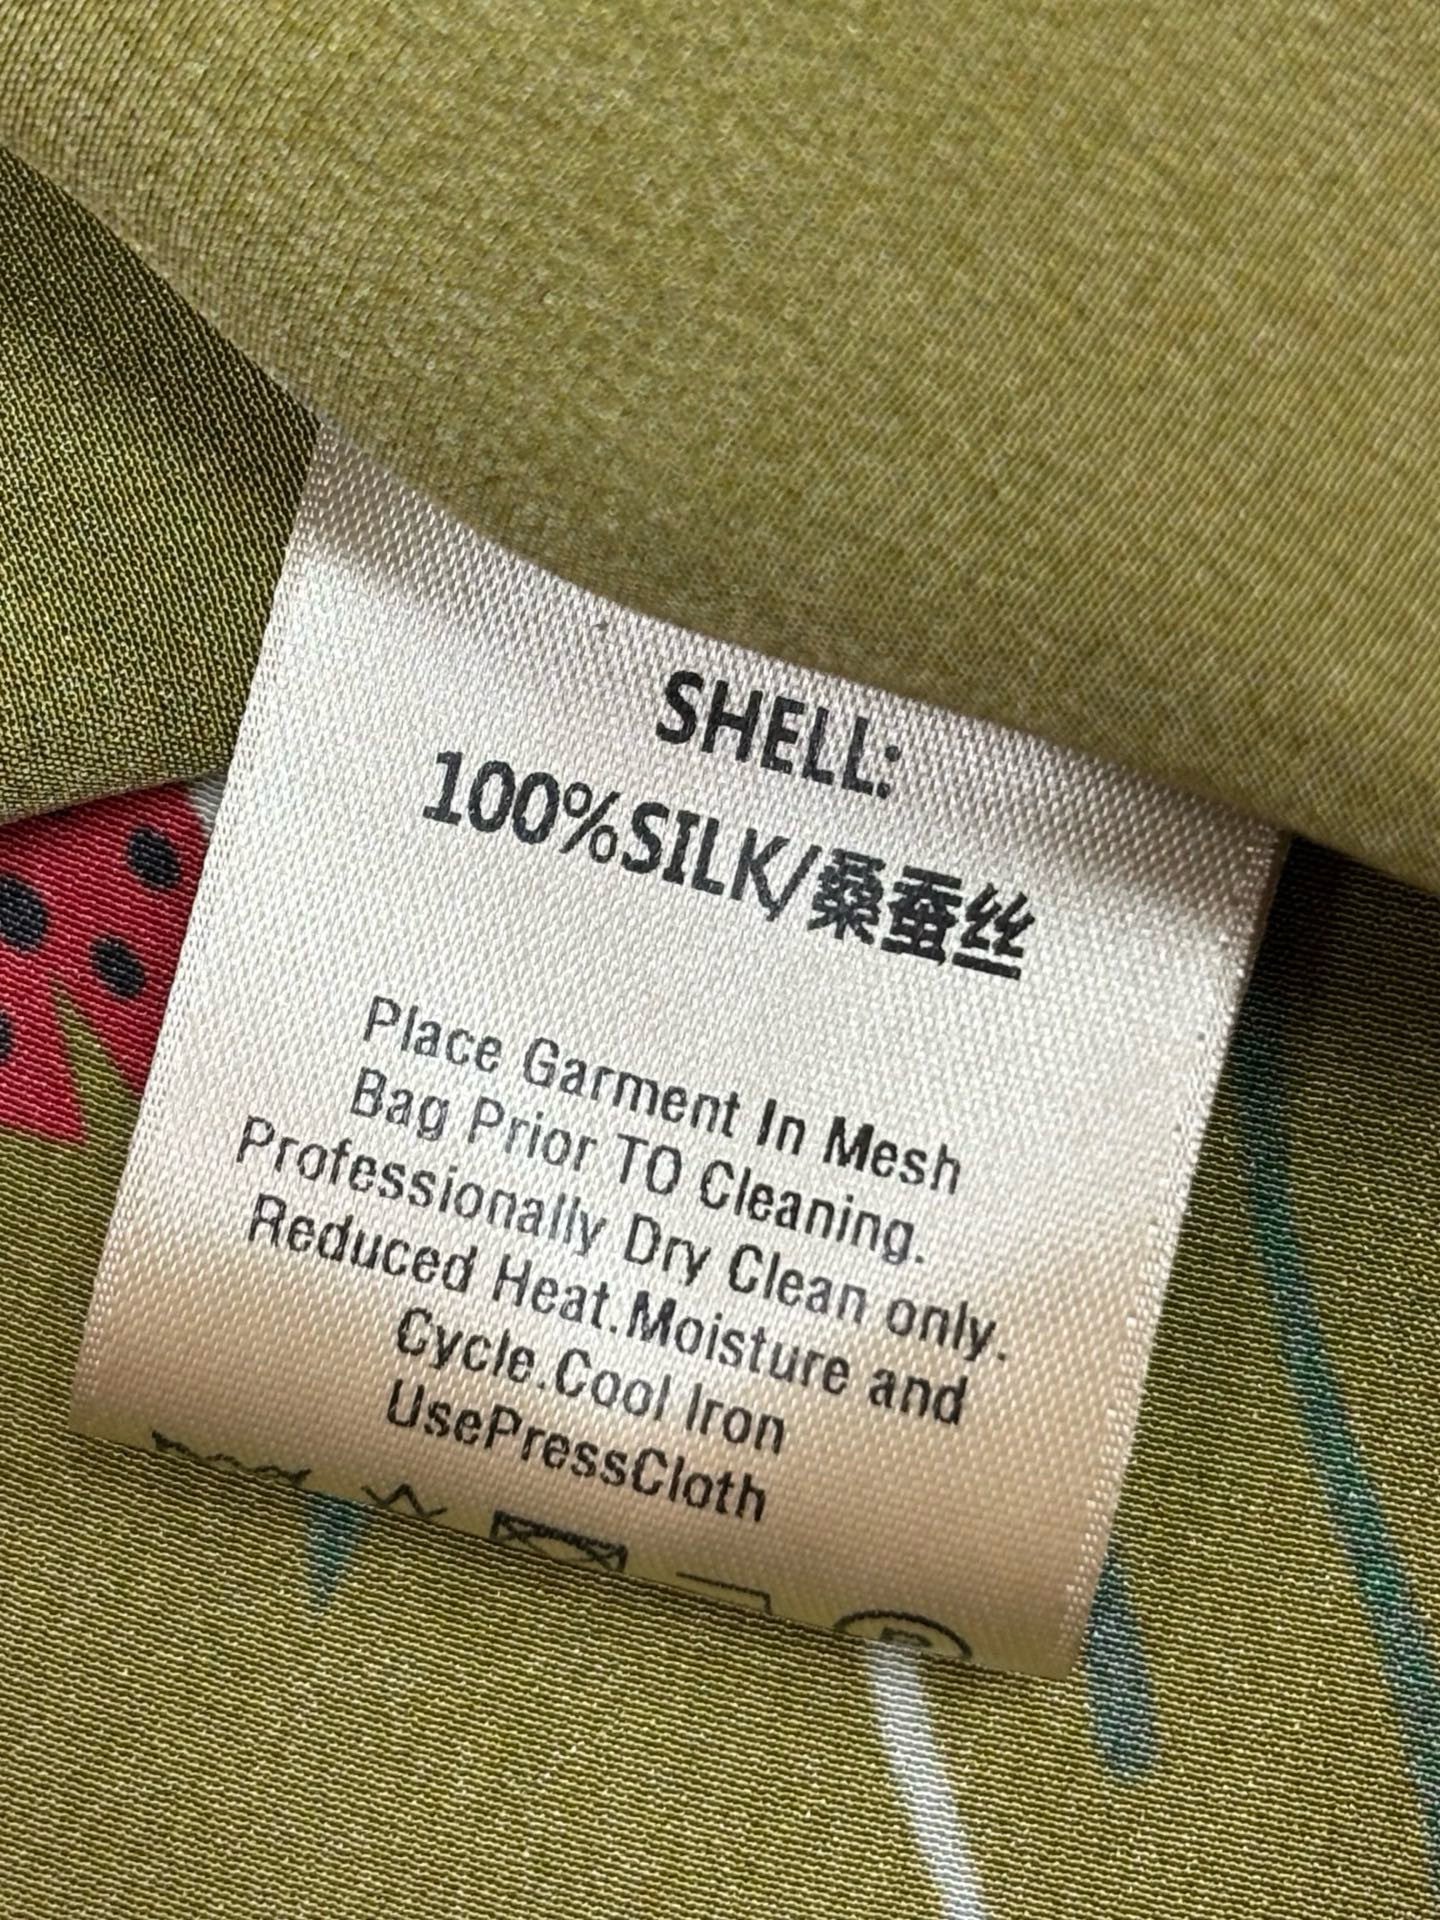 SHELL:
100%SILK/桑蚕丝
Place Garment In Mesh
Bag Prior TO Cleaning.
Professionally Dry Clean only.
Reduced Heat.Moisture and
Cycle.Cool Iron
UsePressCloth